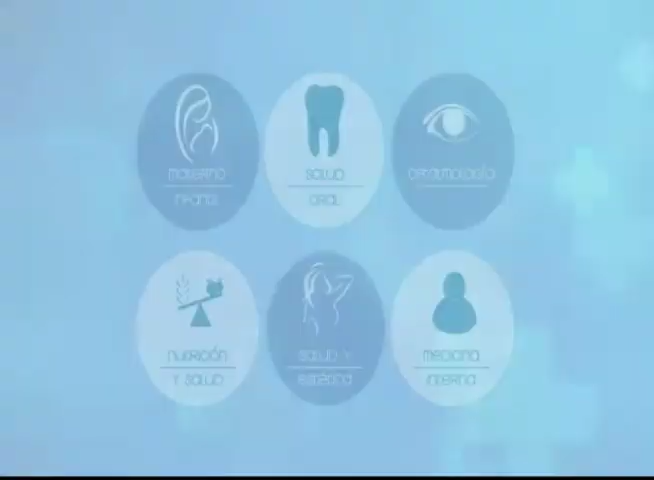 MATERNO
INFANTIL
SALUD
ORAL
OFTALMOLOGÍA
NUTRICIÓN
Y SALUD
SALUD Y
ESTÉTICA
MEDICINA
INTERNA